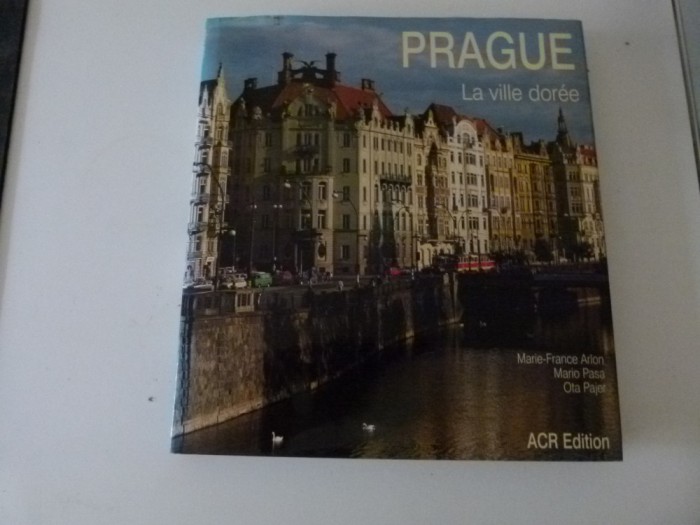 PRAGUE
La ville dorée
Marie-France Arlon
Mario Pasa
Ota Pajer
ACR Edition